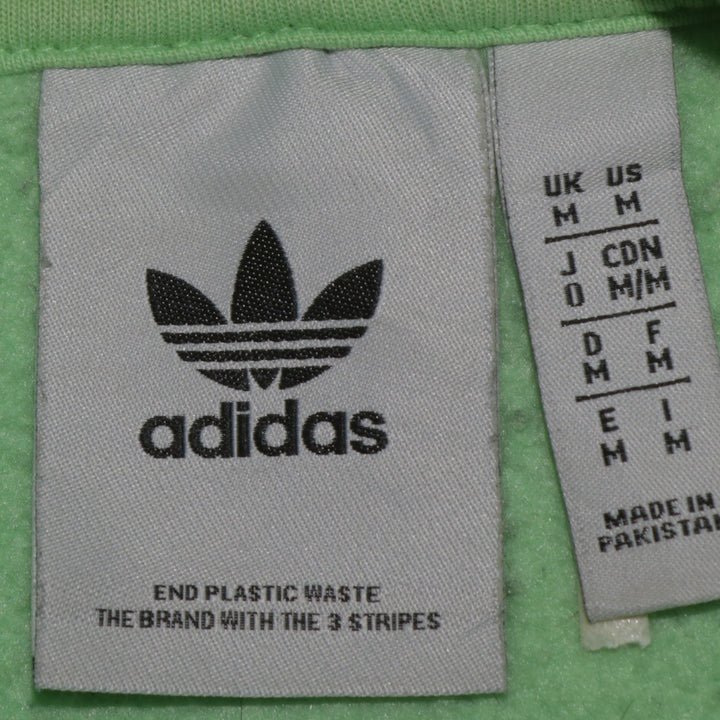 adidas
END PLASTIC WASTE
THE BRAND WITH THE 3 STRIPES
UK US
M M
J CDN
O M/M
D F
M M
E I
M M
MADE IN
PAKISTAN